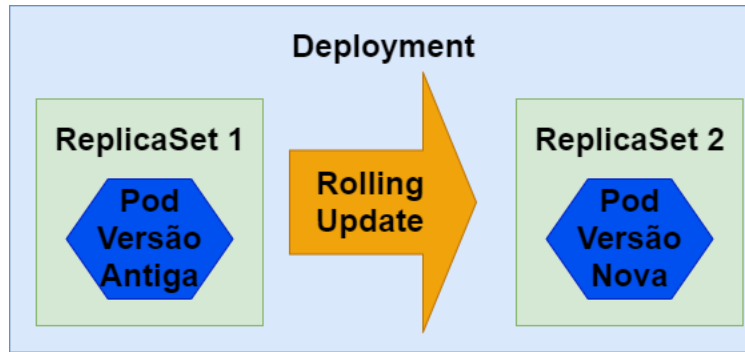 Deployment
ReplicaSet 1
Pod
Versão
Antiga
Rolling
Update
ReplicaSet 2
Pod
Versão
Nova